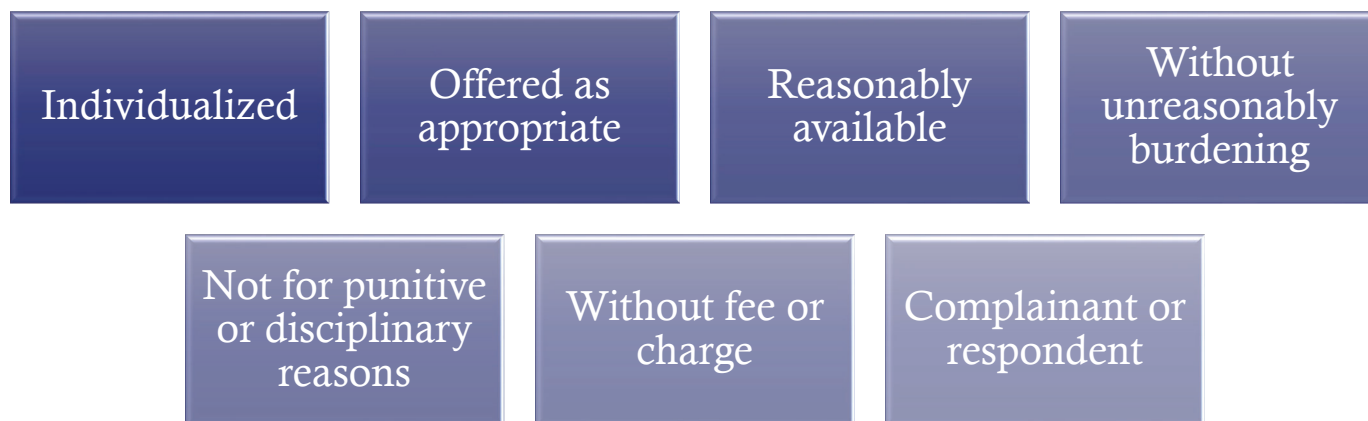 Individualized
Offered as
appropriate
Reasonably
available
Without
unreasonably
burdening
Not for punitive
or disciplinary
reasons
Without fee or
charge
Complainant or
respondent